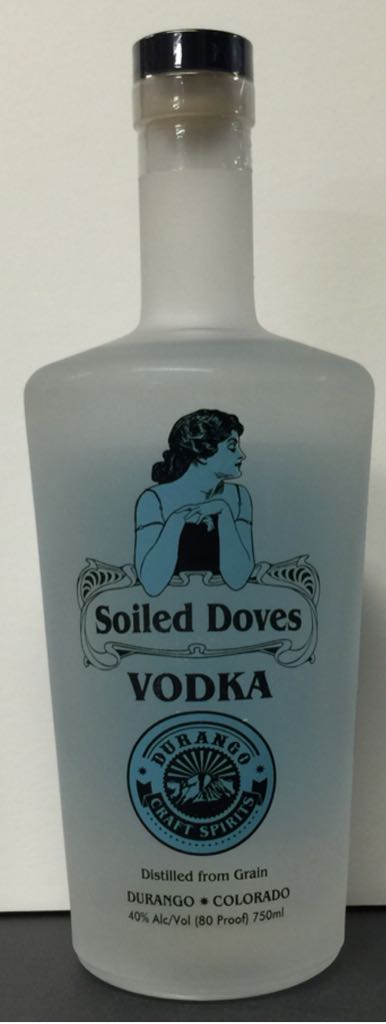 Soiled Doves
VODKA
DURANGO
CRAFT SPIRITS
Distilled from Grain
DURANGO * COLORADO
40% Alc/Vol (80 Proof) 750ml